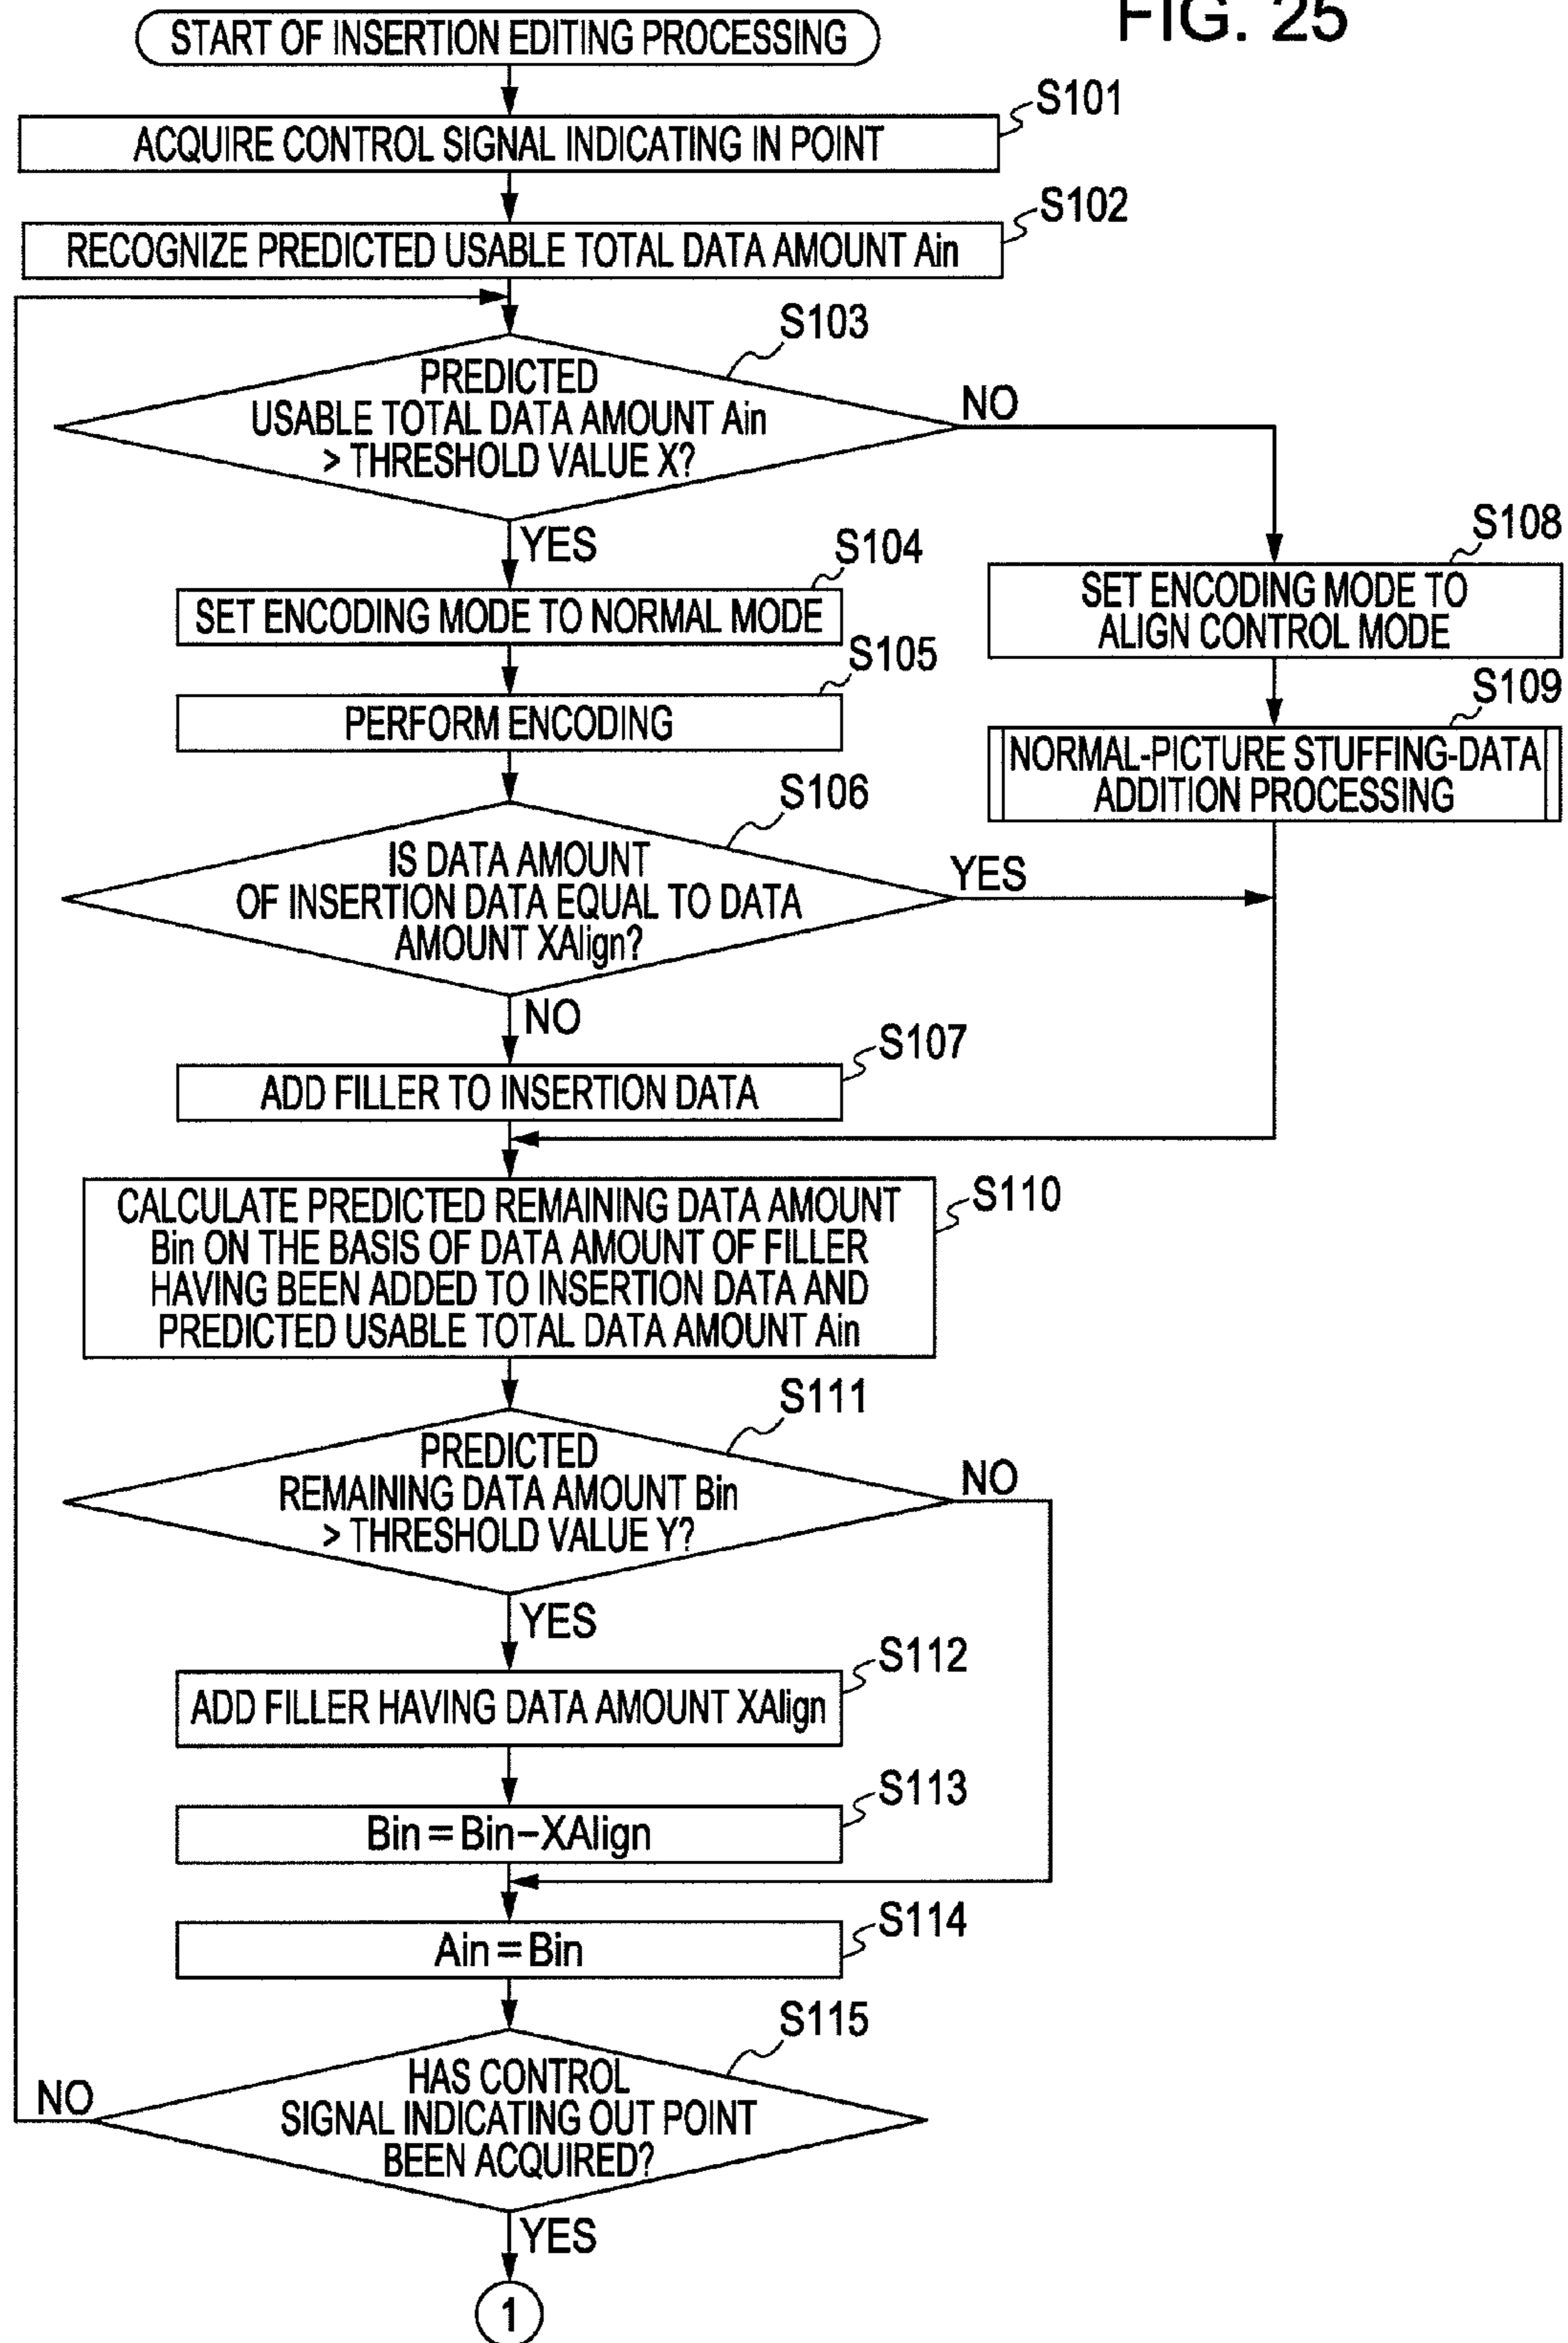 FIG. 25
START OF INSERTION EDITING PROCESSING
S101
ACQUIRE CONTROL SIGNAL INDICATING IN POINT
S102
RECOGNIZE PREDICTED USABLE TOTAL DATA AMOUNT Ain
S103
PREDICTED
USABLE TOTAL DATA AMOUNT Ain
> THRESHOLD VALUE X?
NO
YES
S104
SET ENCODING MODE TO NORMAL MODE
S108
SET ENCODING MODE TO
ALIGN CONTROL MODE
S105
PERFORM ENCODING
S109
NORMAL-PICTURE STUFFING-DATA
ADDITION PROCESSING
S106
IS DATA AMOUNT
OF INSERTION DATA EQUAL TO DATA
AMOUNT XAlign?
YES
NO
S107
ADD FILLER TO INSERTION DATA
S110
CALCULATE PREDICTED REMAINING DATA AMOUNT
Bin ON THE BASIS OF DATA AMOUNT OF FILLER
HAVING BEEN ADDED TO INSERTION DATA AND
PREDICTED USABLE TOTAL DATA AMOUNT Ain
S111
PREDICTED
REMAINING DATA AMOUNT Bin
> THRESHOLD VALUE Y?
NO
YES
S112
ADD FILLER HAVING DATA AMOUNT XAlign
S113
Bin = Bin–XAlign
S114
Ain = Bin
S115
HAS CONTROL
SIGNAL INDICATING OUT POINT
BEEN ACQUIRED?
NO
YES
1